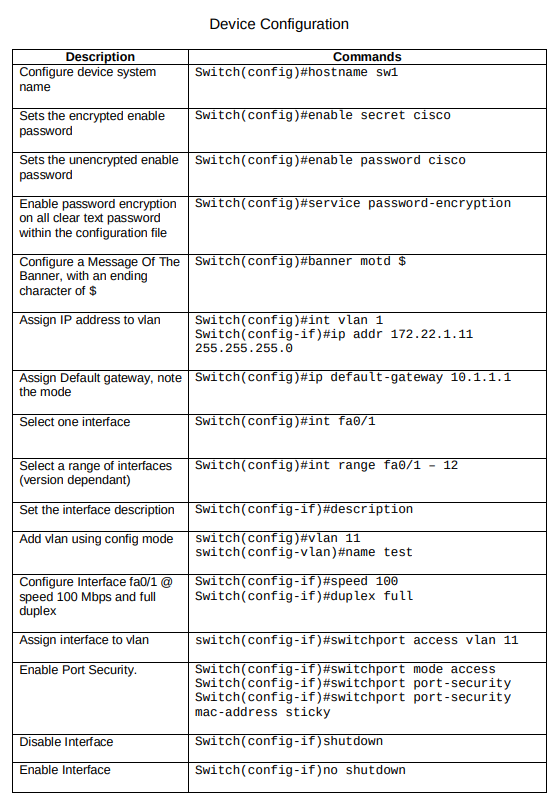 Device Configuration
Description
Commands
Configure device system
name
Switch(config)#hostname sw1
Sets the encrypted enable
password
Switch(config)#enable secret cisco
Sets the unencrypted enable
password
Switch(config)#enable password cisco
Enable password encryption
on all clear text password
within the configuration file
Switch(config)#service password-encryption
Configure a Message Of The
Banner, with an ending
character of $
Switch(config)#banner motd $
Assign IP address to vlan
Switch(config)#int vlan 1
Switch(config-if)#ip addr 172.22.1.11
255.255.255.0
Assign Default gateway, note
the mode
Switch(config)#ip default-gateway 10.1.1.1
Select one interface
Switch(config)#int fa0/1
Select a range of interfaces
(version dependant)
Switch(config)#int range fa0/1 – 12
Set the interface description
Switch(config-if)#description
Add vlan using config mode
switch(config)#vlan 11
switch(config-vlan)#name test
Configure Interface fa0/1 @
speed 100 Mbps and full
duplex
Switch(config-if)#speed 100
Switch(config-if)#duplex full
Assign interface to vlan
switch(config-if)#switchport access vlan 11
Enable Port Security.
Switch(config-if)#switchport mode access
Switch(config-if)#switchport port-security
Switch(config-if)#switchport port-security
mac-address sticky
Disable Interface
Switch(config-if)shutdown
Enable Interface
Switch(config-if)no shutdown